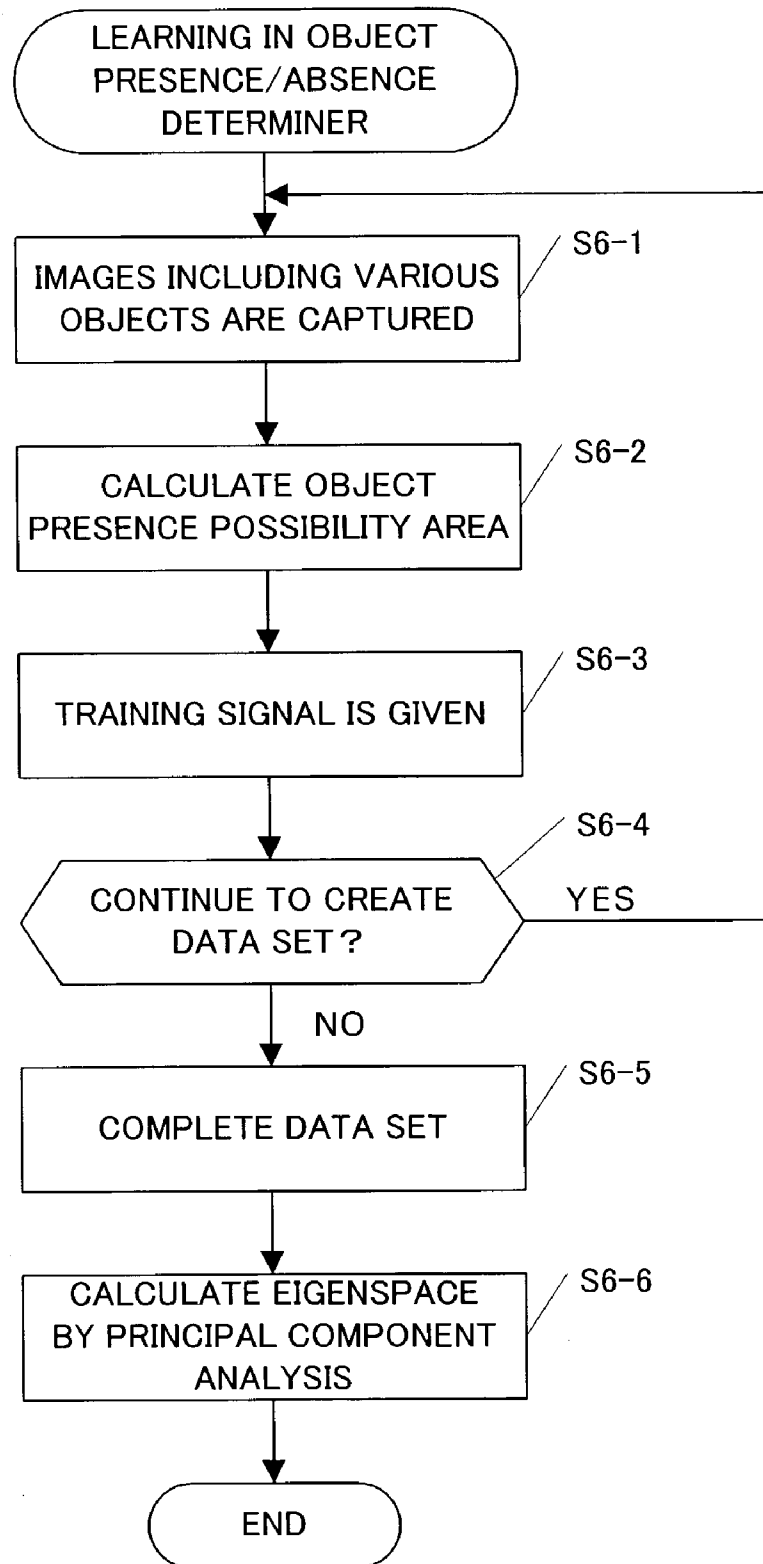 LEARNING IN OBJECT
PRESENCE/ABSENCE
DETERMINER
S6-1
IMAGES INCLUDING VARIOUS
OBJECTS ARE CAPTURED
S6-2
CALCULATE OBJECT
PRESENCE POSSIBILITY AREA
S6-3
TRAINING SIGNAL IS GIVEN
S6-4
CONTINUE TO CREATE
DATA SET?
YES
NO
S6-5
COMPLETE DATA SET
S6-6
CALCULATE EIGENSPACE
BY PRINCIPAL COMPONENT
ANALYSIS
END